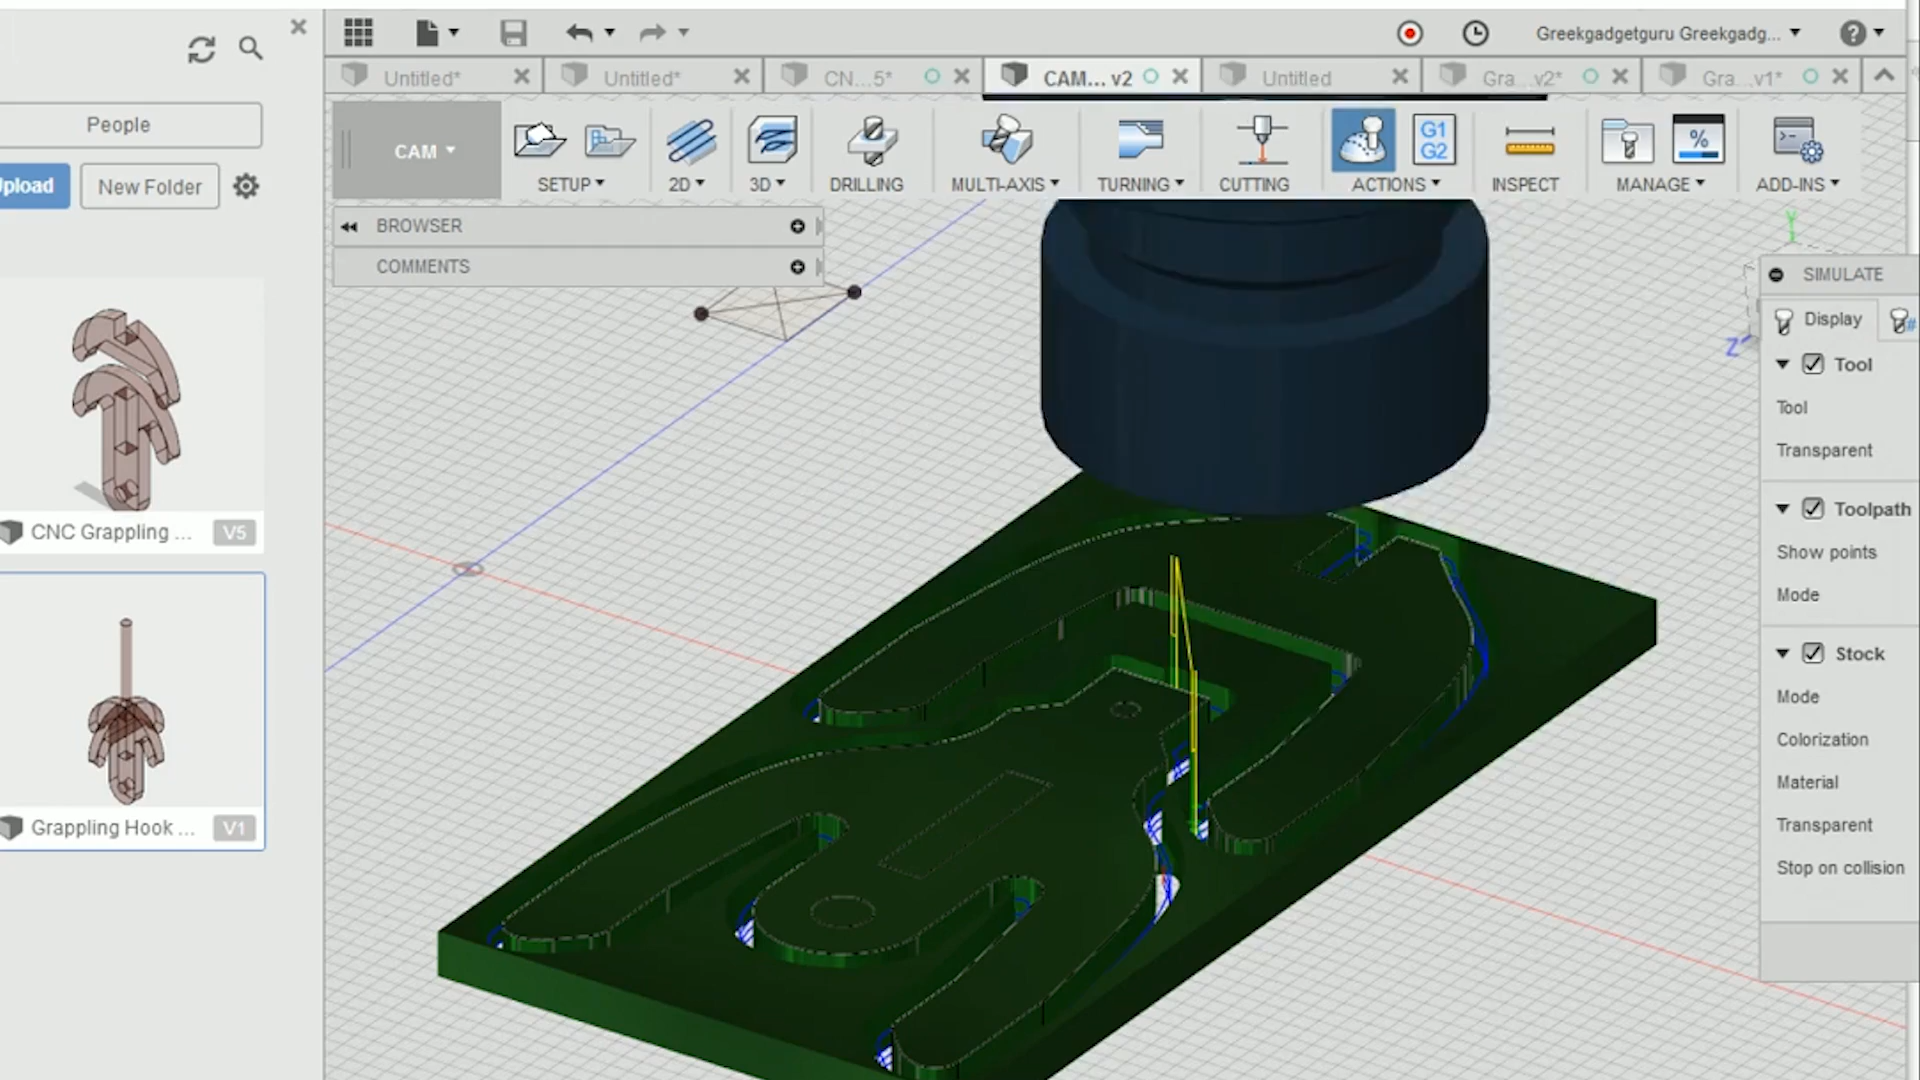 Greekgadgetguru Greekgadg...
Untitled*
Untitled*
CN...5*
CAM... v2
Untitled
Gra...v2*
Gra...v1*
People
CAM
G1
G2
%
SETUP
2D
3D
DRILLING
MULTI-AXIS
TURNING
CUTTING
ACTIONS
INSPECT
MANAGE
ADD-INS
pload
New Folder
BROWSER
COMMENTS
Y
Z
SIMULATE
Display
#
Tool
Tool
Transparent
Toolpath
Show points
Mode
Stock
Mode
Colorization
Material
Transparent
Stop on collision
CNC Grappling ...
V5
Grappling Hook ...
V1